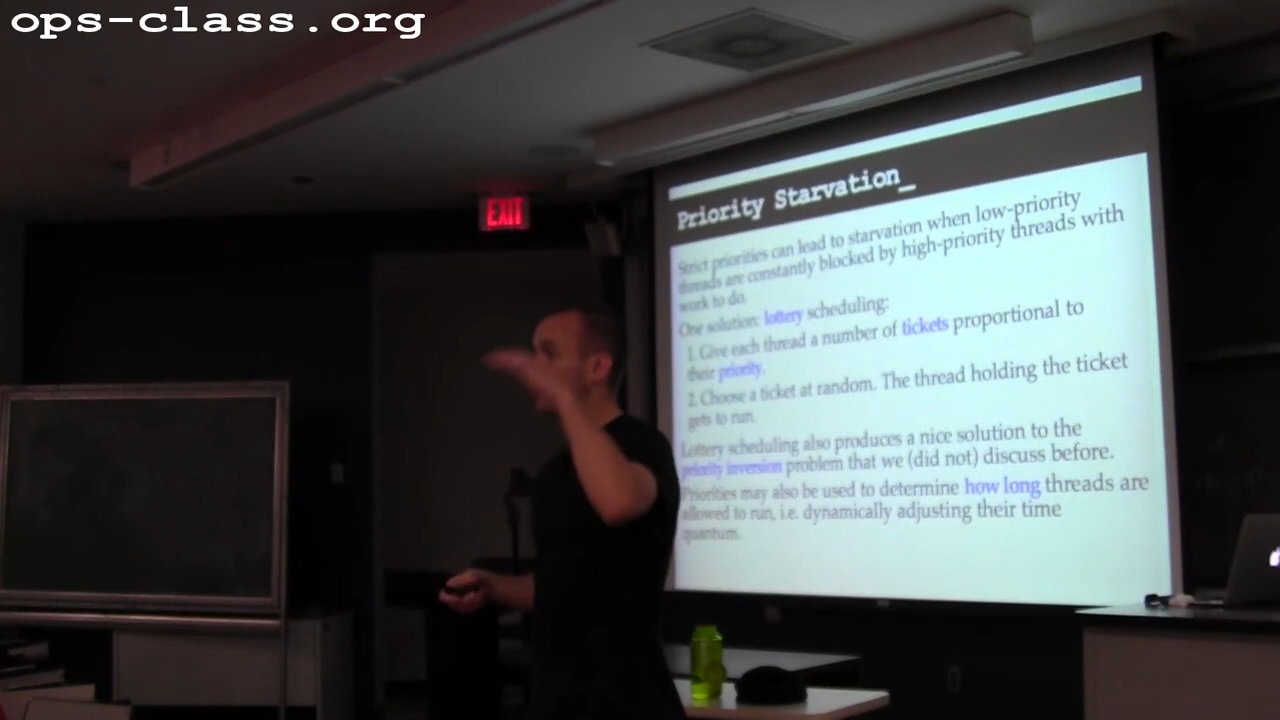 ops-class.org
EXIT
Priority Starvation_
Strict priorities can lead to starvation when low-priority
threads are constantly blocked by high-priority threads with
work to do.
One solution: lottery scheduling:
1. Give each thread a number of tickets proportional to
their priority.
2. Choose a ticket at random. The thread holding the ticket
gets to run.
Lottery scheduling also produces a nice solution to the
priority inversion problem that we (did not) discuss before.
Priorities may also be used to determine how long threads are
allowed to run, i.e. dynamically adjusting their time
quantum.